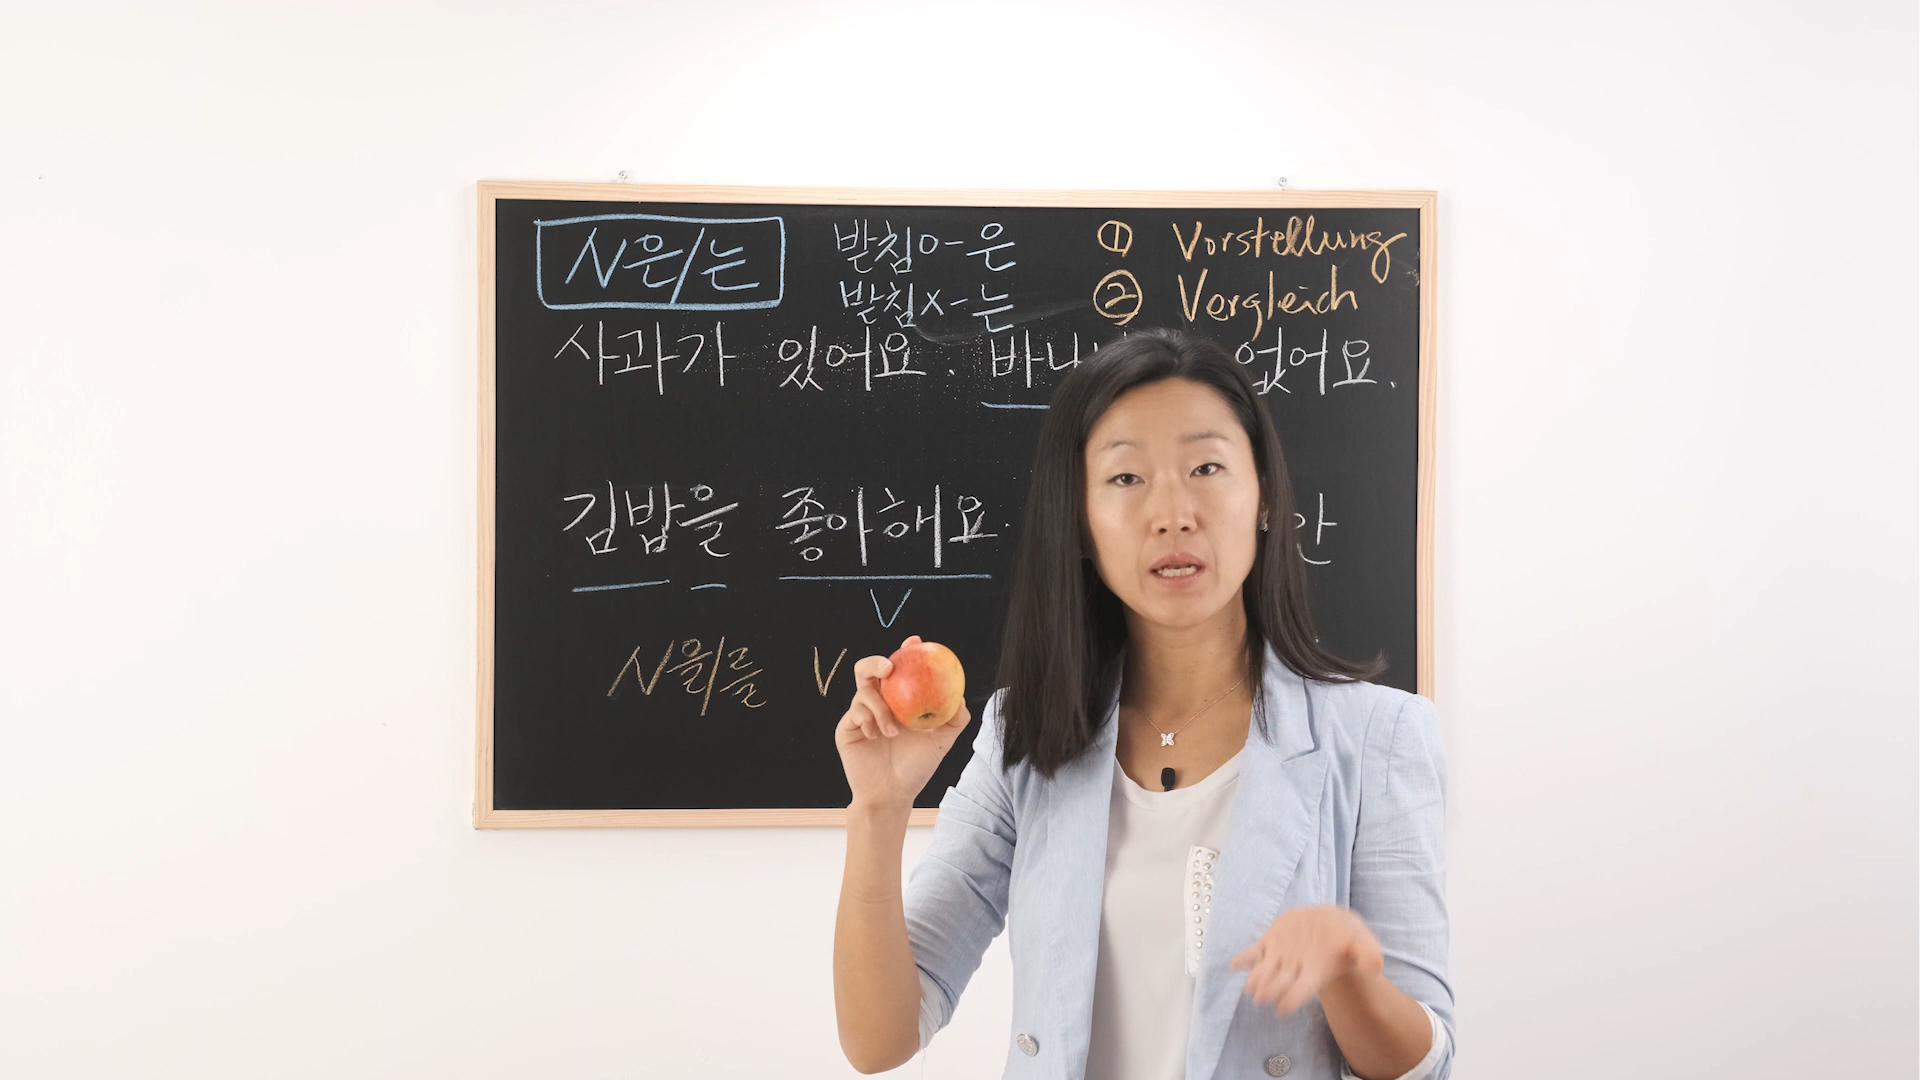 N은/는
받침o-은
받침x-는
① Vorstellung
② Vergleich
사과가 있어요. 바나 없어요.
김밥을 좋아해요. 안
V
N을/를 V